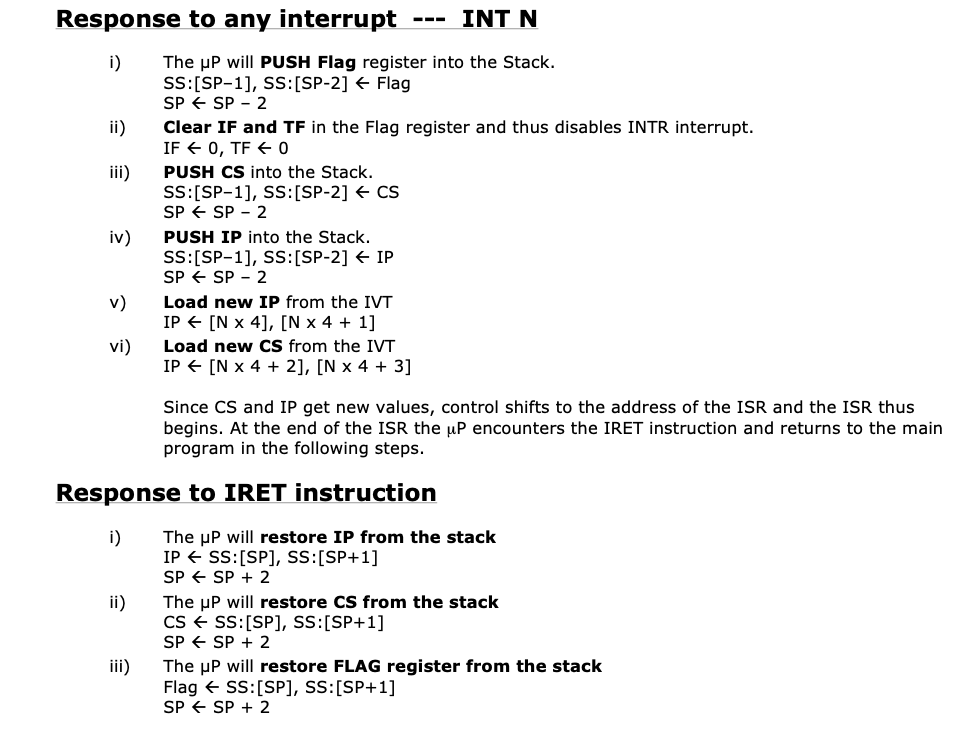 Response to any interrupt --- INT N
i) The µP will PUSH Flag register into the Stack.
SS:[SP–1], SS:[SP-2] ← Flag
SP ← SP – 2
ii) Clear IF and TF in the Flag register and thus disables INTR interrupt.
IF ← 0, TF ← 0
iii) PUSH CS into the Stack.
SS:[SP–1], SS:[SP-2] ← CS
SP ← SP – 2
iv) PUSH IP into the Stack.
SS:[SP–1], SS:[SP-2] ← IP
SP ← SP – 2
v) Load new IP from the IVT
IP ← [N x 4], [N x 4 + 1]
vi) Load new CS from the IVT
IP ← [N x 4 + 2], [N x 4 + 3]
Since CS and IP get new values, control shifts to the address of the ISR and the ISR thus
begins. At the end of the ISR the µP encounters the IRET instruction and returns to the main
program in the following steps.
Response to IRET instruction
i) The µP will restore IP from the stack
IP ← SS:[SP], SS:[SP+1]
SP ← SP + 2
ii) The µP will restore CS from the stack
CS ← SS:[SP], SS:[SP+1]
SP ← SP + 2
iii) The µP will restore FLAG register from the stack
Flag ← SS:[SP], SS:[SP+1]
SP ← SP + 2